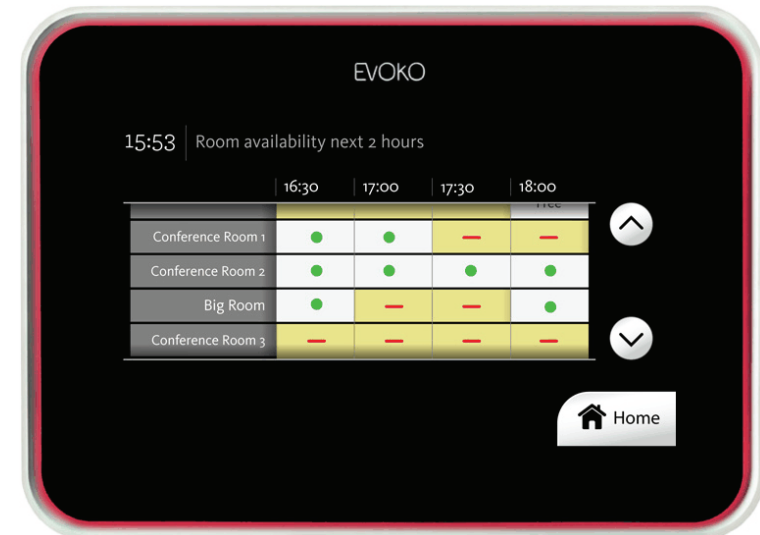 EVOKO
15:53 Room availability next 2 hours
16:30 17:00 17:30 18:00
Free
Conference Room 1
Conference Room 2
Big Room
Conference Room 3
Home